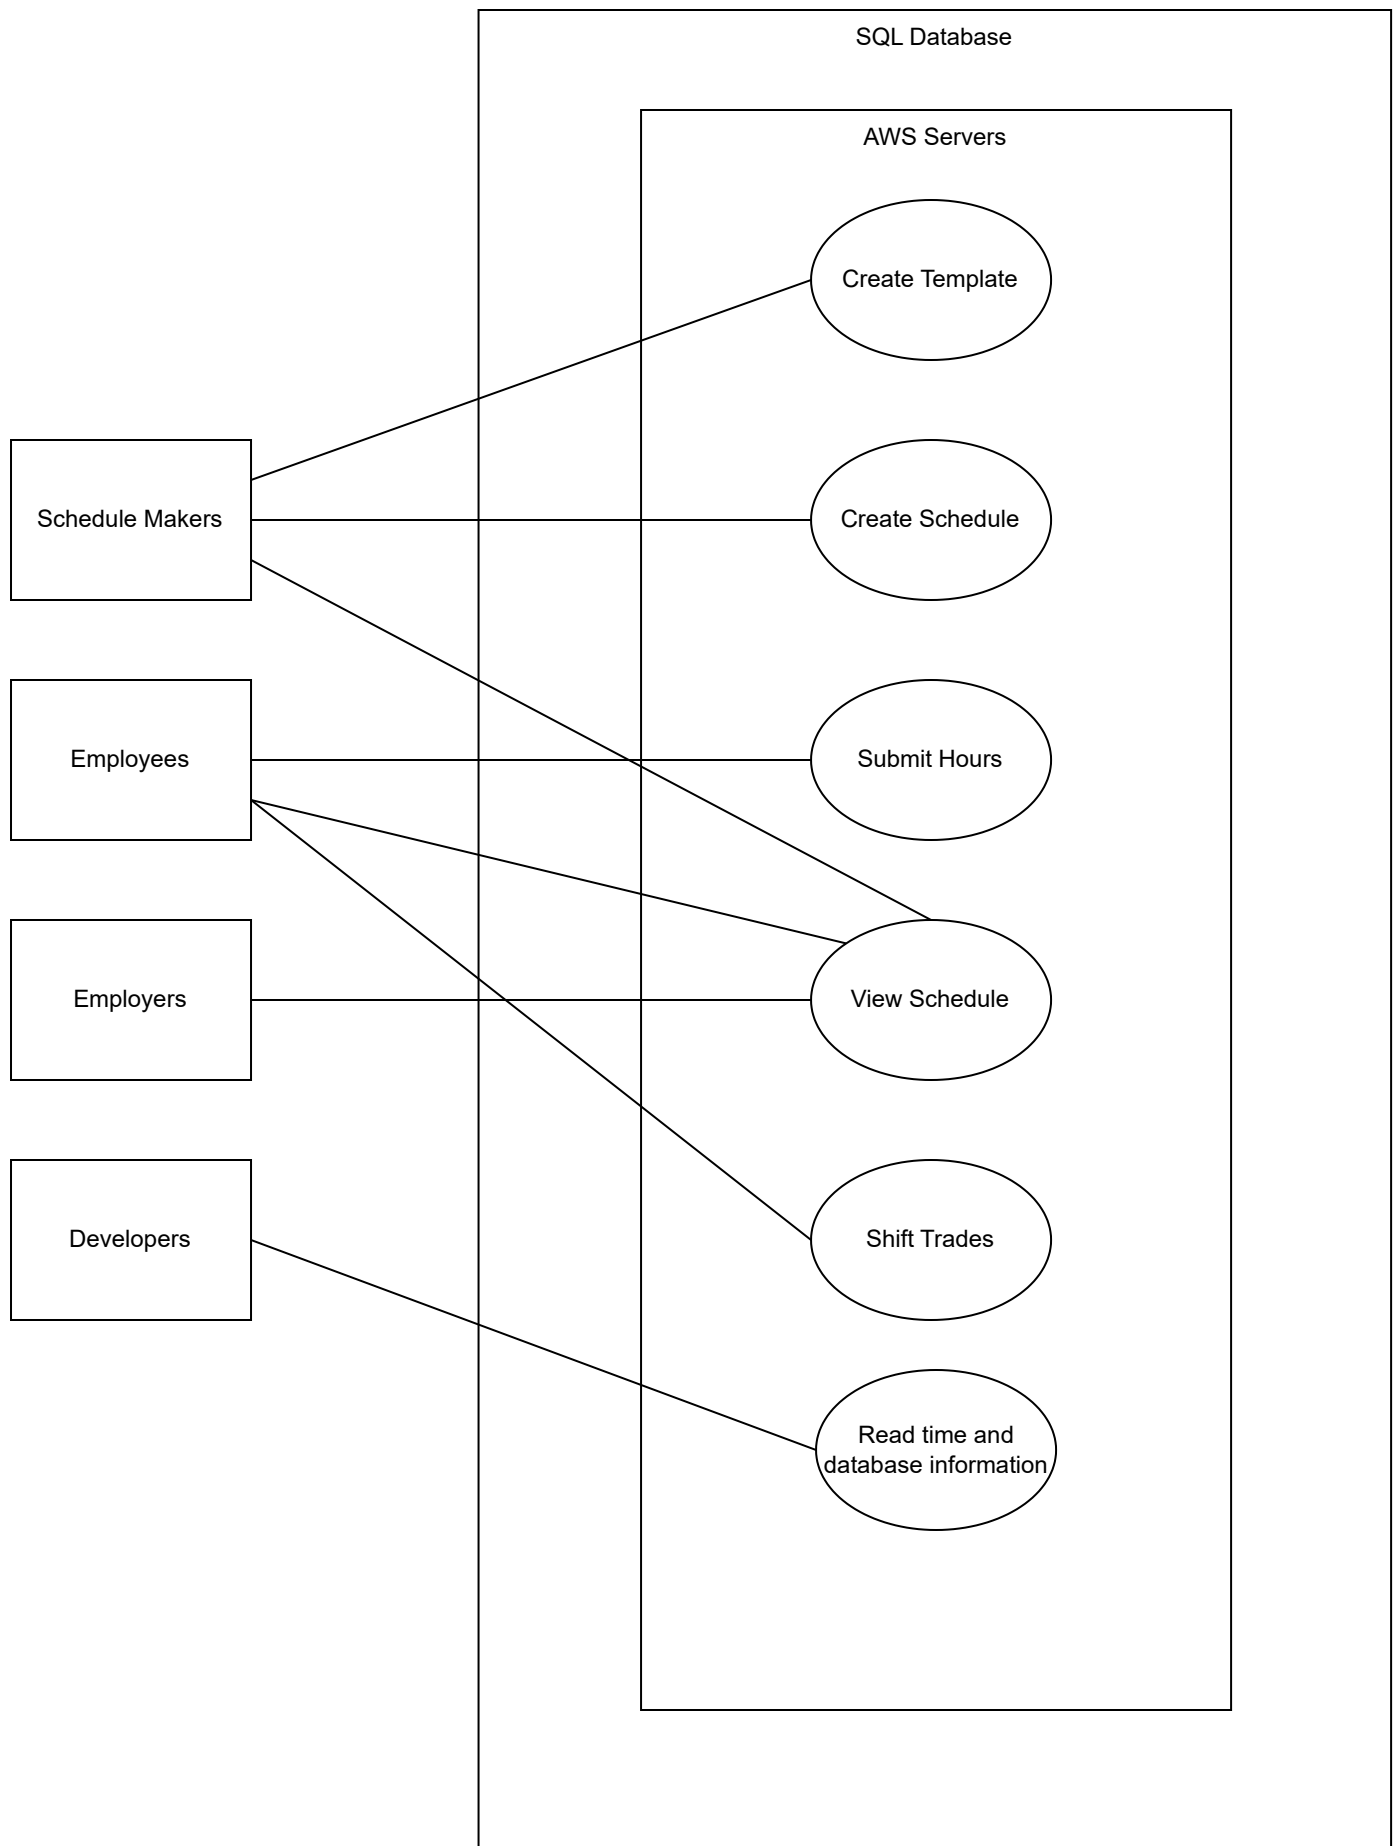 SQL Database
AWS Servers
Create Template
Schedule Makers
Create Schedule
Employees
Submit Hours
Employers
View Schedule
Developers
Shift Trades
Read time and
database information